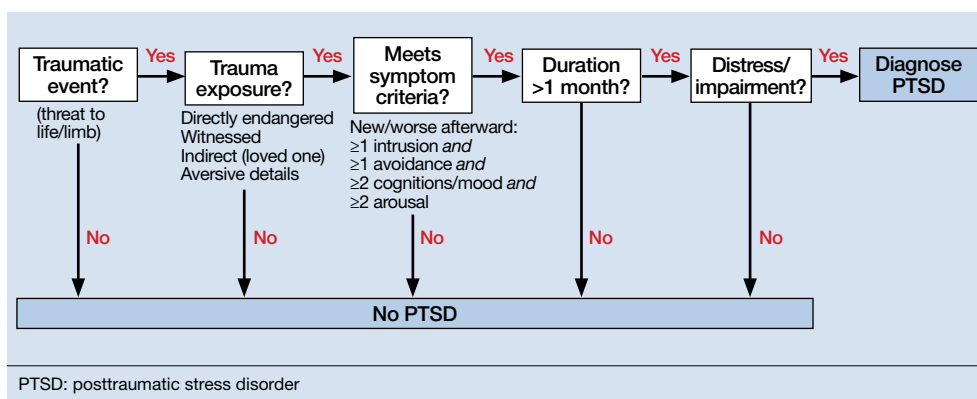 Traumatic
event?
(threat to
life/limb)
Yes
Trauma
exposure?
Directly endangered
Witnessed
Indirect (loved one)
Aversive details
Yes
Meets
symptom
criteria?
New/worse afterward:
≥1 intrusion and
≥1 avoidance and
≥2 cognitions/mood and
≥2 arousal
Yes
Duration
>1 month?
Yes
Distress/
impairment?
Yes
Diagnose
PTSD
No
No
No
No
No
No PTSD
PTSD: posttraumatic stress disorder